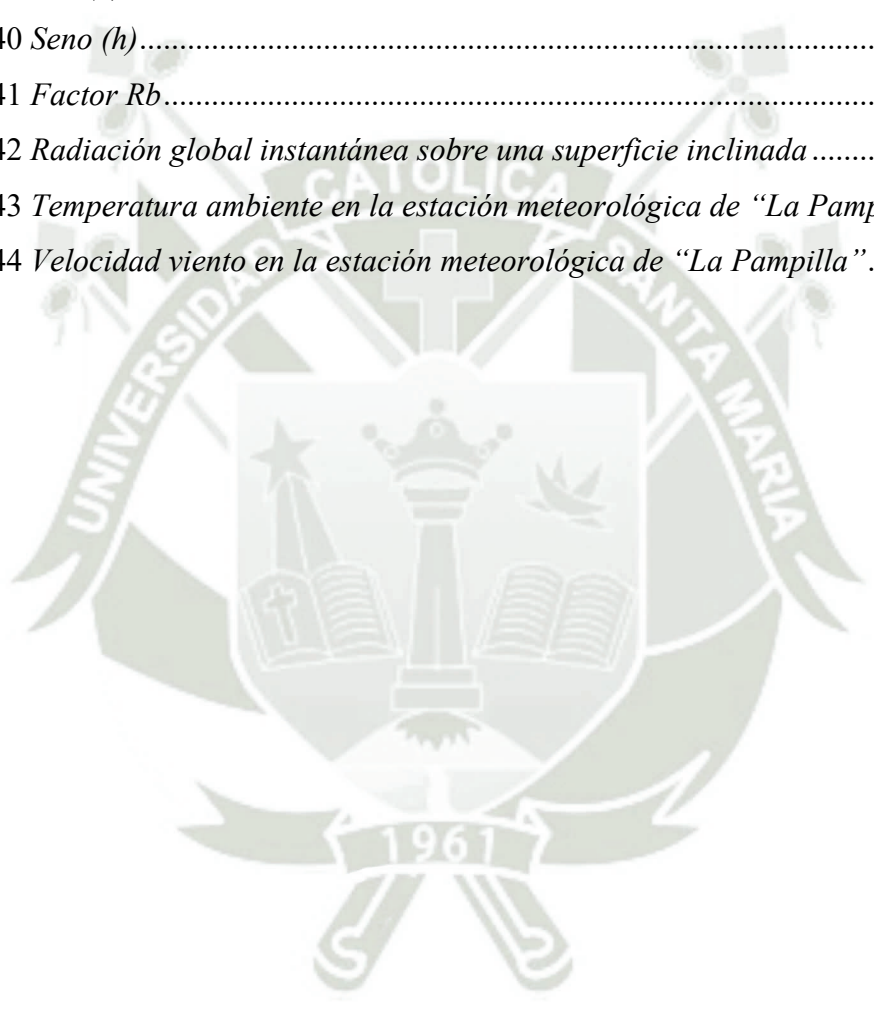 40 Seno (h)..........................................................................................
41 Factor Rb.......................................................................................
42 Radiación global instantánea sobre una superficie inclinada ........
43 Temperatura ambiente en la estación meteorológica de “La Pamp
44 Velocidad viento en la estación meteorológica de “La Pampilla”.
UNIVERSIDAD CATOLICA SANTA MARIA
1961